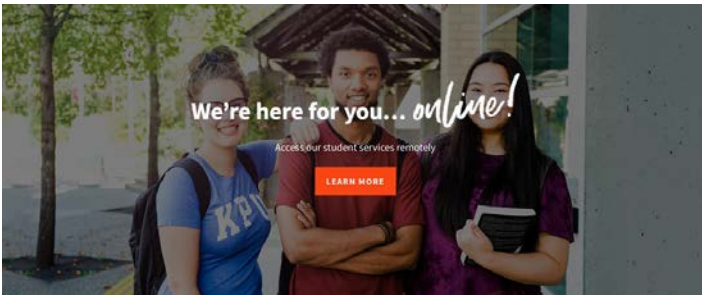 We're here for you... online!
Access our student services remotely
LEARN MORE
KPU